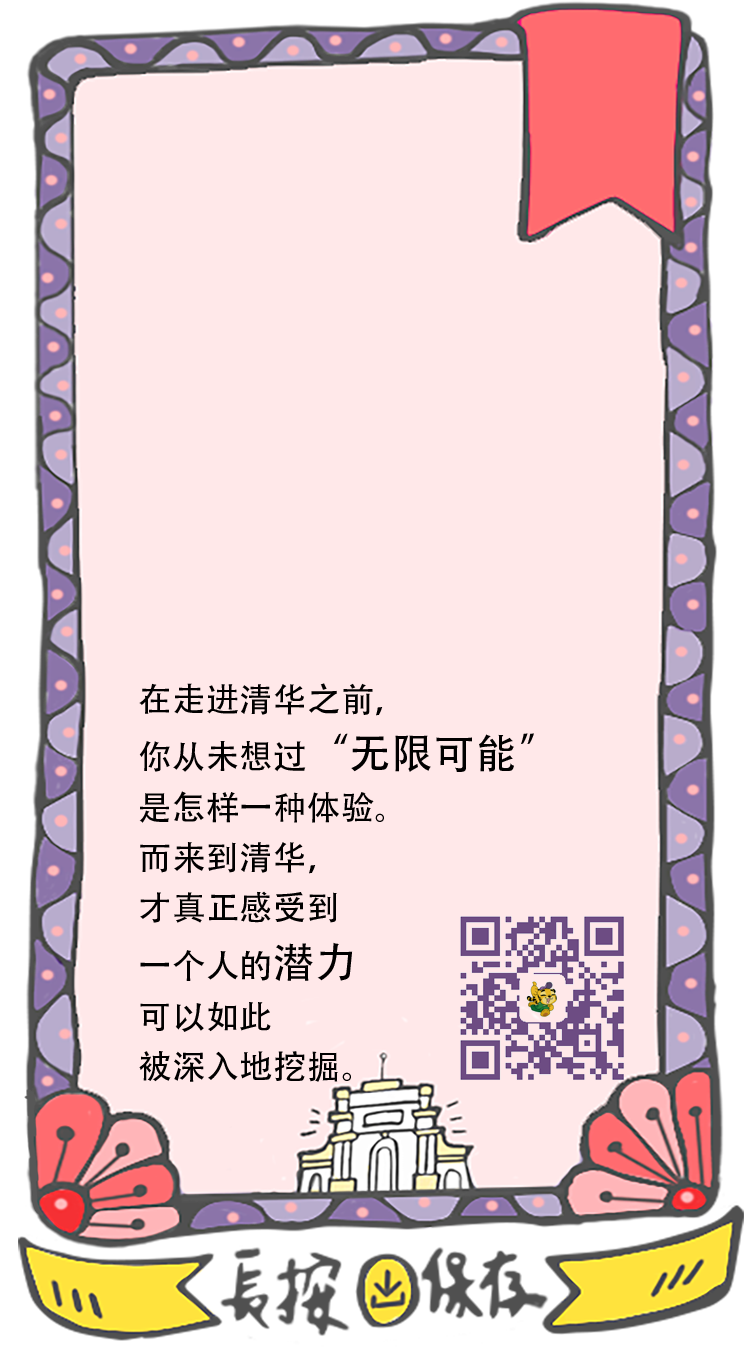 在走进清华之前,
你从未想过“无限可能”
是怎样一种体验。
而来到清华,
才真正感受到
一个人的潜力
可以如此
被深入地挖掘。
長按保存